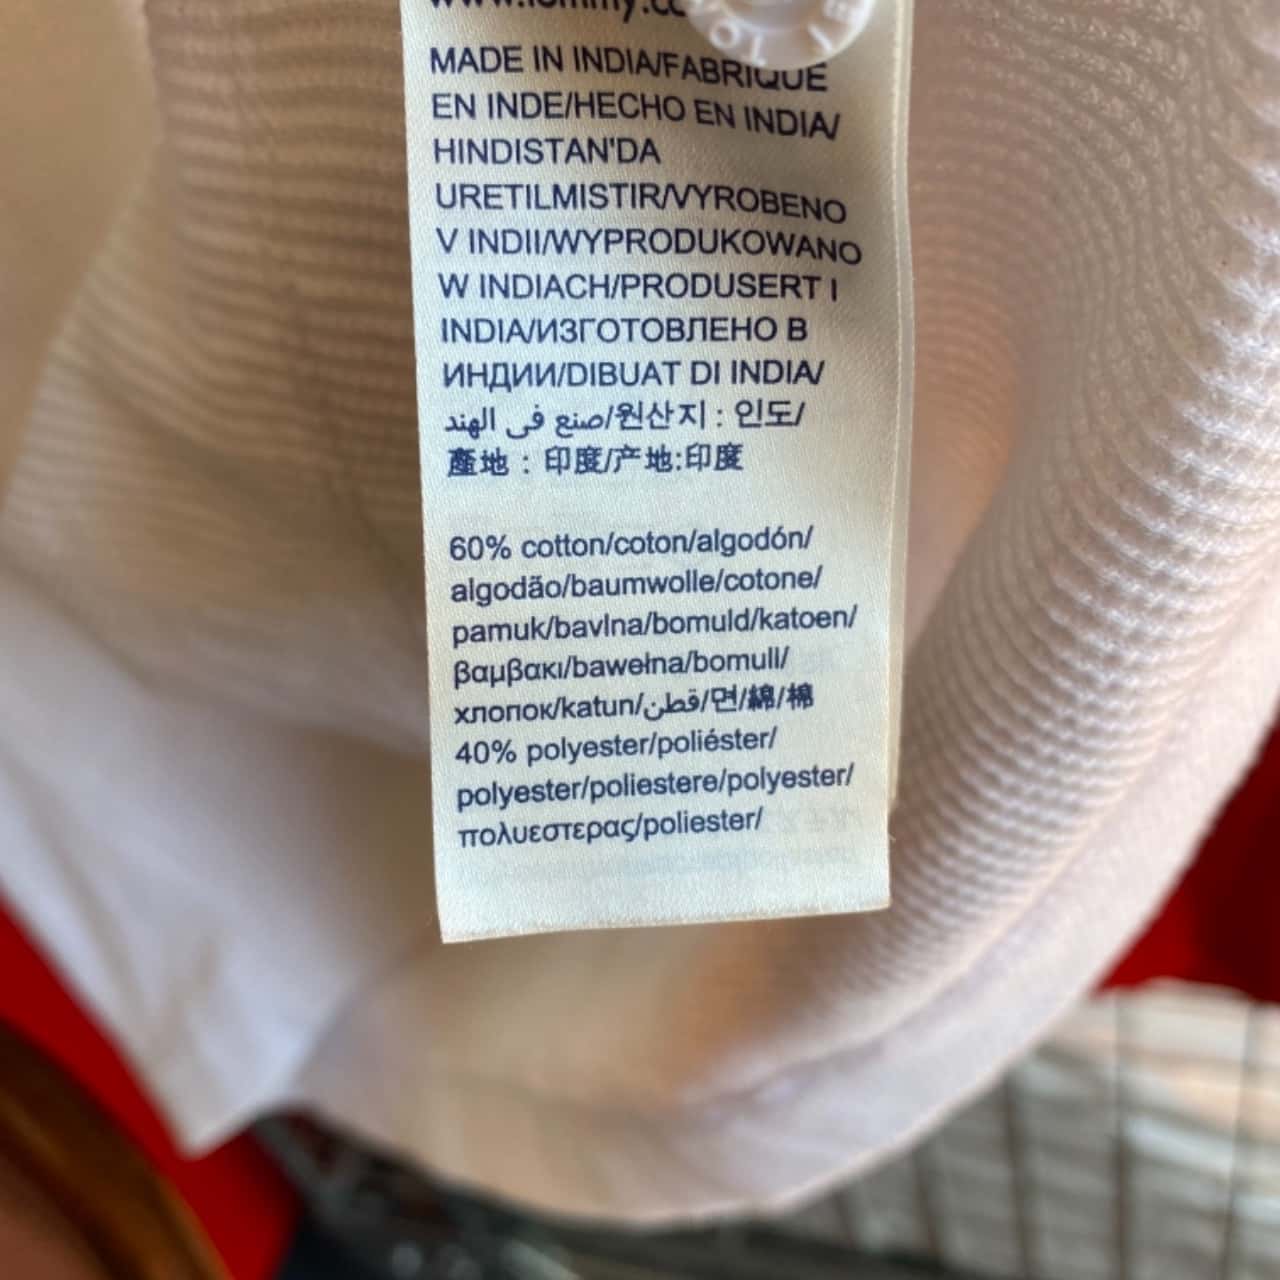 MADE IN INDIA/FABRIQUE
EN INDE/HECHO EN INDIA/
HINDISTAN'DA
URETILMISTIR/VYROBENO
V INDII/WYPRODUKOWANO
W INDIACH/PRODUSERT I
INDIA/ИЗГОТОВЛЕНО В
ИНДИИ/DIBUAT DI INDIA/
صنع في الهند/원산지 : 인도/
產地 : 印度/产地:印度
60% cotton/coton/algodón/
algodão/baumwolle/cotone/
pamuk/bavlna/bomuld/katoen/
βαμβακι/bawełna/bomull/
хлопок/katun/قطن/면/綿/棉
40% polyester/poliéster/
polyester/poliestere/polyester/
πολυεστερας/poliester/